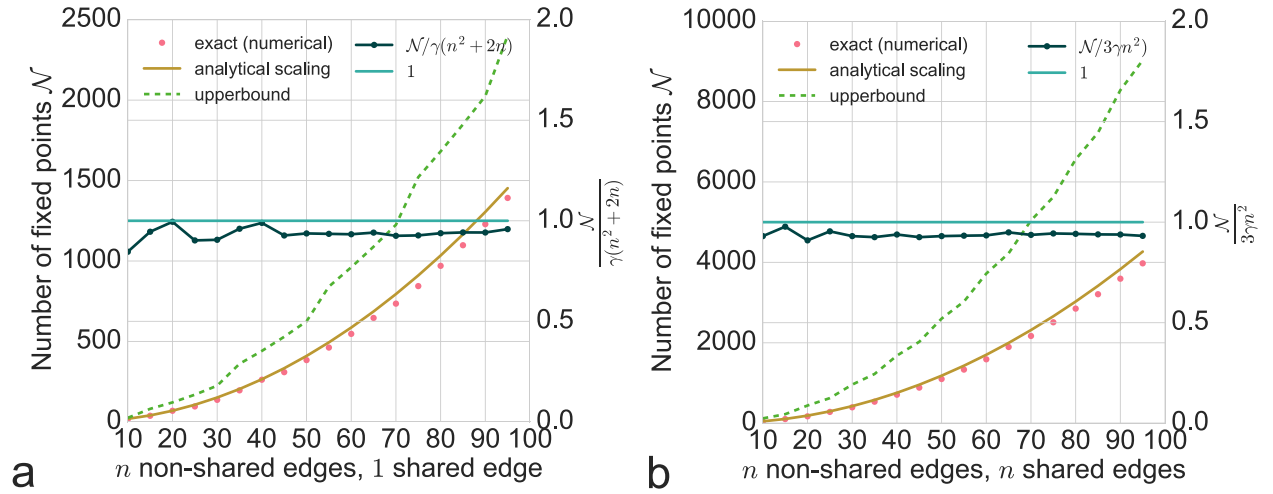 2500
2000
1500
1000
500
0
Number of fixed points 𝒩
exact (numerical)
analytical scaling
upperbound
𝒩/γ(n² + 2n)
1
2.0
1.5
1.0
0.5
0.0
𝒩
γ(n² + 2n)
10 20 30 40 50 60 70 80 90 100
n non-shared edges, 1 shared edge
a
10000
8000
6000
4000
2000
0
Number of fixed points 𝒩
exact (numerical)
analytical scaling
upperbound
𝒩/3γn²)
1
2.0
1.5
1.0
0.5
0.0
𝒩
3γn²
10 20 30 40 50 60 70 80 90 100
n non-shared edges, n shared edges
b